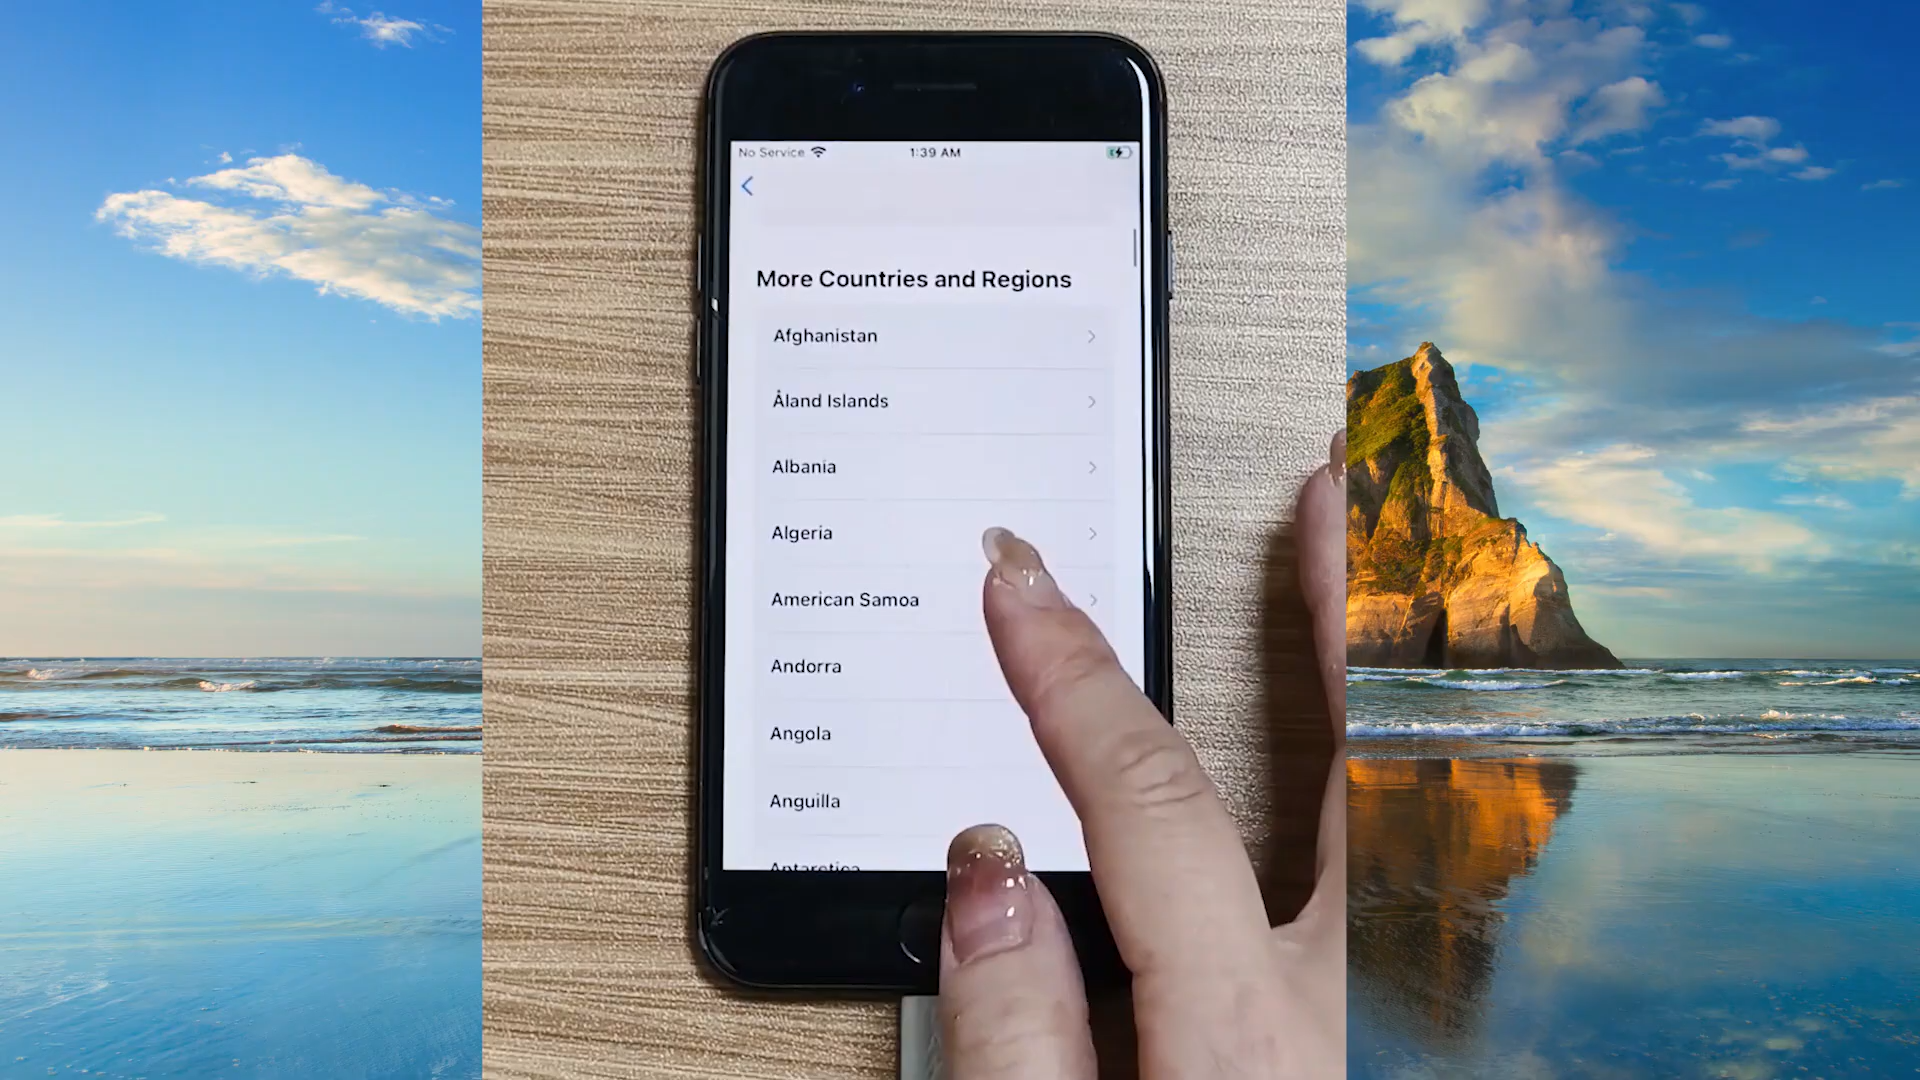 No Service
1:39 AM
More Countries and Regions
Afghanistan
Åland Islands
Albania
Algeria
American Samoa
Andorra
Angola
Anguilla
Antarctica